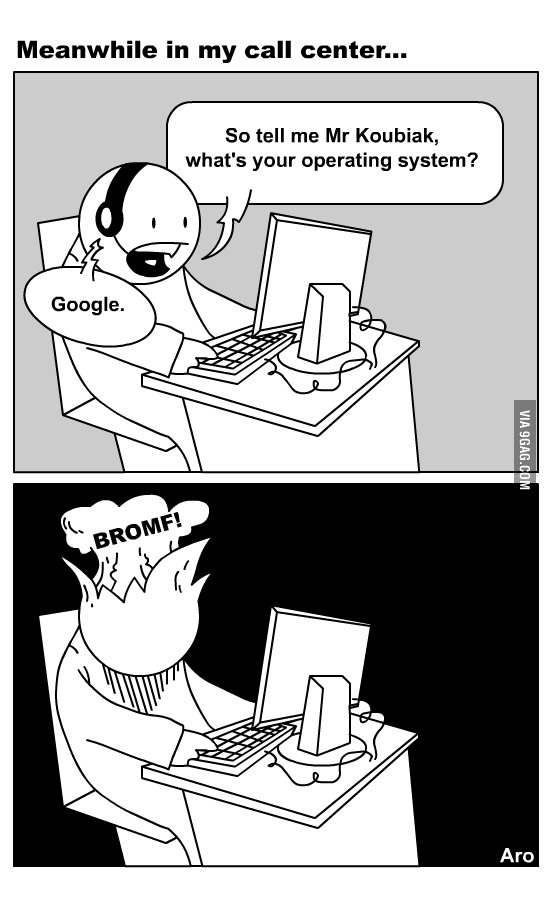 Meanwhile in my call center...
So tell me Mr Koubiak,
what's your operating system?
Google.
VIA 9GAG.COM
BROMF!
Aro